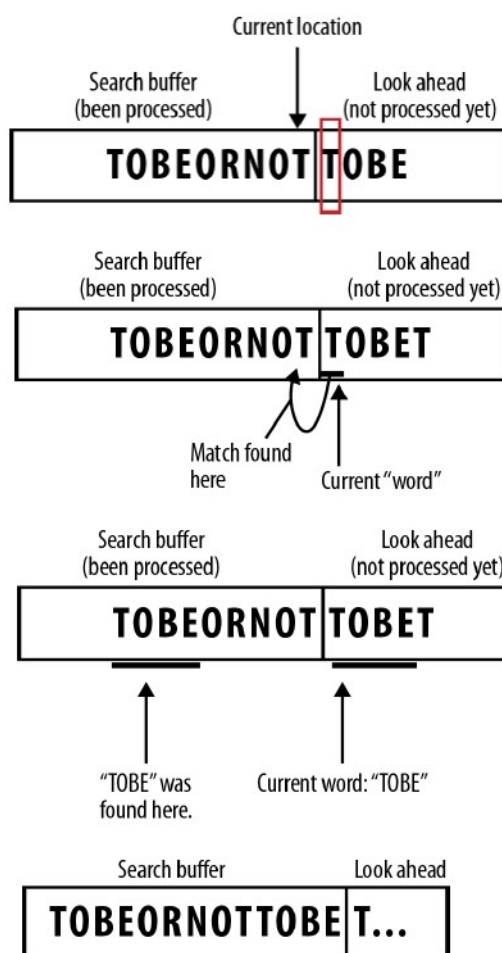 Current location
Search buffer Look ahead
(been processed) (not processed yet)
TOBEORNOT TOBE
Search buffer Look ahead
(been processed) (not processed yet)
TOBEORNOT TOBET
Match found
here
Current “word”
Search buffer Look ahead
(been processed) (not processed yet)
TOBEORNOT TOBET
“TOBE” was
found here.
Current word: “TOBE”
Search buffer Look ahead
TOBEORNOTTOBE T...